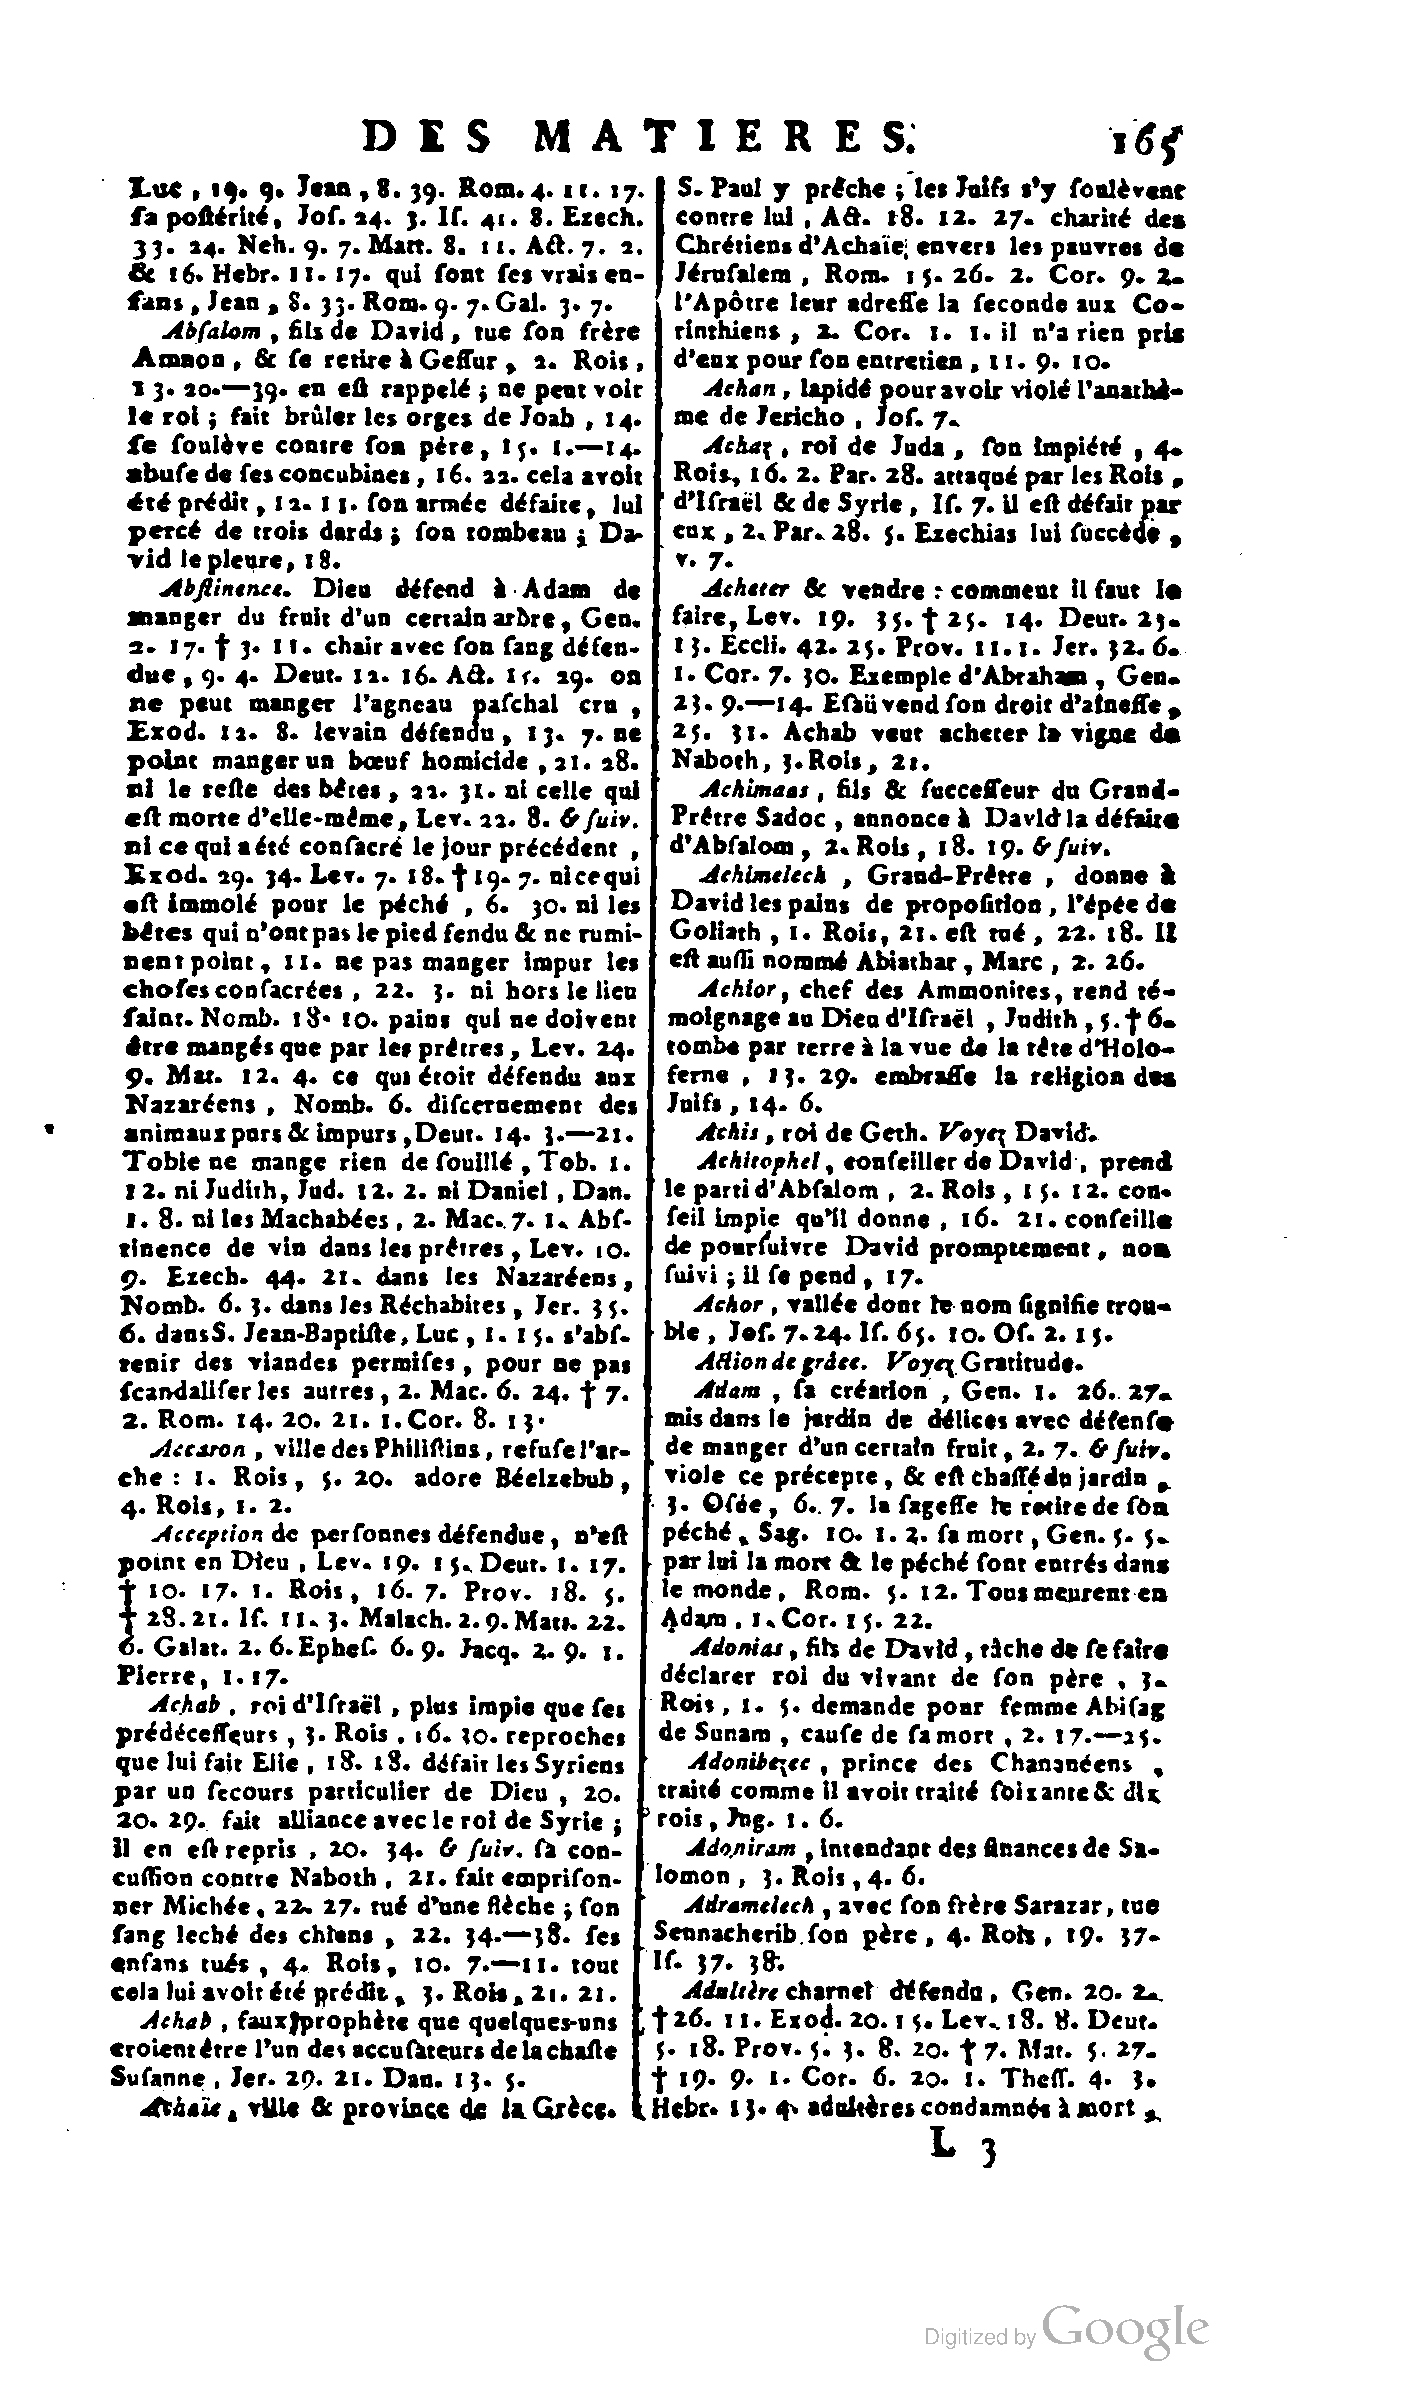 DES MATIERES. 165
Luc, 19. 9. Jean, 8. 39. Rom. 4. 11. 17.
ſa poſtérité, Joſ. 24. 3. Iſ. 41. 8. Ezech.
33. 24. Neh. 9. 7. Matt. 8. 11. Act. 7. 2.
& 16. Hebr. 11. 17. qui ſont ſes vrais en-
fans, Jean, 8. 33. Rom. 9. 7. Gal. 3. 7.
Abſalom, fils de David, tue ſon frère
Amnon, & ſe retire à Geſſur, 2. Rois,
13. 20.—39. en eſt rappelé; ne peut voir
le roi; fait brûler les orges de Joab, 14.
ſe ſoulève contre ſon père, 15. 1.—14.
abuſe de ſes concubines, 16. 22. cela avoit
été prédit, 12. 11. ſon armée défaite, lui
percé de trois dards; ſon tombeau; Da-
vid le pleure, 18.
Abſtinence. Dieu défend à Adam de
manger du fruit d'un certain arbre, Gen.
2. 17. † 3. 11. chair avec ſon ſang défen-
due, 9. 4. Deut. 12. 16. Act. 15. 29. on
ne peut manger l'agneau paſchal cru,
Exod. 12. 8. levain défendu, 13. 7. ne
point manger un bœuf homicide, 21. 28.
ni le reſte des bêtes, 22. 31. ni celle qui
eſt morte d'elle-même, Lev. 22. 8. & ſuiv.
ni ce qui a été conſacré le jour précédent,
Exod. 29. 34. Lev. 7. 18. † 19. 7. ni ce qui
eſt immolé pour le péché, 6. 30. ni les
bêtes qui n'ont pas le pied fendu & ne rumi-
nent point, 11. ne pas manger impur les
choſes conſacrées, 22. 3. ni hors le lieu
ſaint. Nomb. 18. 10. pains qui ne doivent
être mangés que par les prêtres, Lev. 24.
9. Mat. 12. 4. ce qui étoit défendu aux
Nazaréens, Nomb. 6. diſcernement des
animaux purs & impurs, Deut. 14. 3.—21.
Tobie ne mange rien de ſouillé, Tob. 1.
12. ni Judith, Jud. 12. 2. ni Daniel, Dan.
1. 8. ni les Machabées, 2. Mac. 7. 1. Abſ-
tinence de vin dans les prêtres, Lev. 10.
9. Ezech. 44. 21. dans les Nazaréens,
Nomb. 6. 3. dans les Réchabites, Jer. 35.
6. dans S. Jean-Baptiſte, Luc, 1. 15. s'abſ-
tenir des viandes permiſes, pour ne pas
ſcandaliſer les autres, 2. Mac. 6. 24. † 7.
2. Rom. 14. 20. 21. 1. Cor. 8. 13.
Accaron, ville des Philiſtins, refuſe l'ar-
che: 1. Rois, 5. 20. adore Béelzebub,
4. Rois, 1. 2.
Acception de perſonnes défendue, n'eſt
point en Dieu, Lev. 19. 15. Deut. 1. 17.
† 10. 17. 1. Rois, 16. 7. Prov. 18. 5.
† 28. 21. Iſ. 11. 3. Malach. 2. 9. Matt. 22.
6. Galat. 2. 6. Epheſ. 6. 9. Jacq. 2. 9. 1.
Pierre, 1. 17.
Achab, roi d'Iſraël, plus impie que ſes
prédéceſſeurs, 3. Rois, 16. 30. reproches
que lui fait Elie, 18. 18. défait les Syriens
par un ſecours particulier de Dieu, 20.
20. 29. fait alliance avec le roi de Syrie;
il en eſt repris, 20. 34. & ſuiv. ſa con-
cuſſion contre Naboth, 21. fait empriſon-
ner Michée, 22. 27. tué d'une flèche; ſon
ſang leché des chiens, 22. 34.—38. ſes
enfans tués, 4. Rois, 10. 7.—11. tout
cela lui avoit été prédit, 3. Rois, 21. 21.
Achab, faux prophète que quelques-uns
croient être l'un des accuſateurs de la chaſte
Suſanne, Jer. 29. 21. Dan. 13. 5.
Achaïe, ville & province de la Grèce.
S. Paul y prêche; les Juifs s'y ſoulèvent
contre lui, Act. 18. 12. 27. charité des
Chrétiens d'Achaïe envers les pauvres de
Jéruſalem, Rom. 15. 26. 2. Cor. 9. 2.
l'Apôtre leur adreſſe la ſeconde aux Co-
rinthiens, 2. Cor. 1. 1. il n'a rien pris
d'eux pour ſon entretien, 11. 9. 10.
Achan, lapidé pour avoir violé l'anathê-
me de Jericho, Joſ. 7.
Achaz, roi de Juda, ſon impiété, 4.
Rois, 16. 2. Par. 28. attaqué par les Rois,
d'Iſraël & de Syrie, Iſ. 7. il eſt défait par
eux, 2. Par. 28. 5. Ezechias lui ſuccède,
v. 7.
Acheter & vendre: comment il faut le
faire, Lev. 19. 35. † 25. 14. Deut. 25.
13. Eccli. 42. 25. Prov. 11. 1. Jer. 32. 6.
1. Cor. 7. 30. Exemple d'Abraham, Gen.
23. 9.—14. Eſaü vend ſon droit d'aîneſſe,
25. 31. Achab veut acheter la vigne de
Naboth, 3. Rois, 21.
Achimaas, fils & ſucceſſeur du Grand-
Prêtre Sadoc, annonce à David la défaite
d'Abſalom, 2. Rois, 18. 19. & ſuiv.
Achimelech, Grand-Prêtre, donne à
David les pains de propoſition, l'épée de
Goliath, 1. Rois, 21. eſt tué, 22. 18. Il
eſt auſſi nommé Abiathar, Marc, 2. 26.
Achior, chef des Ammonites, rend té-
moignage au Dieu d'Iſraël, Judith, 5. † 6.
tombe par terre à la vue de la tête d'Holo-
ferne, 13. 29. embraſſe la religion des
Juifs, 14. 6.
Achis, roi de Geth. Voyez David.
Achitophel, conſeiller de David, prend
le parti d'Abſalom, 2. Rois, 15. 12. con-
ſeil impie qu'il donne, 16. 21. conſeille
de pourſuivre David promptement, non
ſuivi; il ſe pend, 17.
Achor, vallée dont le nom ſignifie trou-
ble, Joſ. 7. 24. Iſ. 65. 10. Oſ. 2. 15.
Action de grâce. Voyez Gratitude.
Adam, ſa création, Gen. 1. 26. 27.
mis dans le jardin de délices avec défenſe
de manger d'un certain fruit, 2. 7. & ſuiv.
viole ce précepte, & eſt chaſſé du jardin,
3. Oſée, 6. 7. la ſageſſe le retire de ſon
péché, Sag. 10. 1. 2. ſa mort, Gen. 5. 5.
par lui la mort & le péché ſont entrés dans
le monde, Rom. 5. 12. Tous meurent en
Adam, 1. Cor. 15. 22.
Adonias, fils de David, tâche de ſe faire
déclarer roi du vivant de ſon père, 3.
Rois, 1. 5. demande pour femme Abiſag
de Sunam, cauſe de ſa mort, 2. 17.—25.
Adonibezec, prince des Chananéens,
traité comme il avoit traité ſoixante & dix
rois, Jug. 1. 6.
Adoniram, intendant des finances de Sa-
lomon, 3. Rois, 4. 6.
Adramelech, avec ſon frère Sarazar, tue
Sennacherib ſon père, 4. Rois, 19. 37.
Iſ. 37. 38.
Adultère charnel défendu, Gen. 20. 2.
† 26. 11. Exod. 20. 15. Lev. 18. 8. Deut.
5. 18. Prov. 5. 3. 8. 20. † 7. Mat. 5. 27.
† 19. 9. 1. Cor. 6. 20. 1. Theſſ. 4. 3.
Hebr. 13. 4. adultères condamnés à mort,
L 3
Digitized by Google